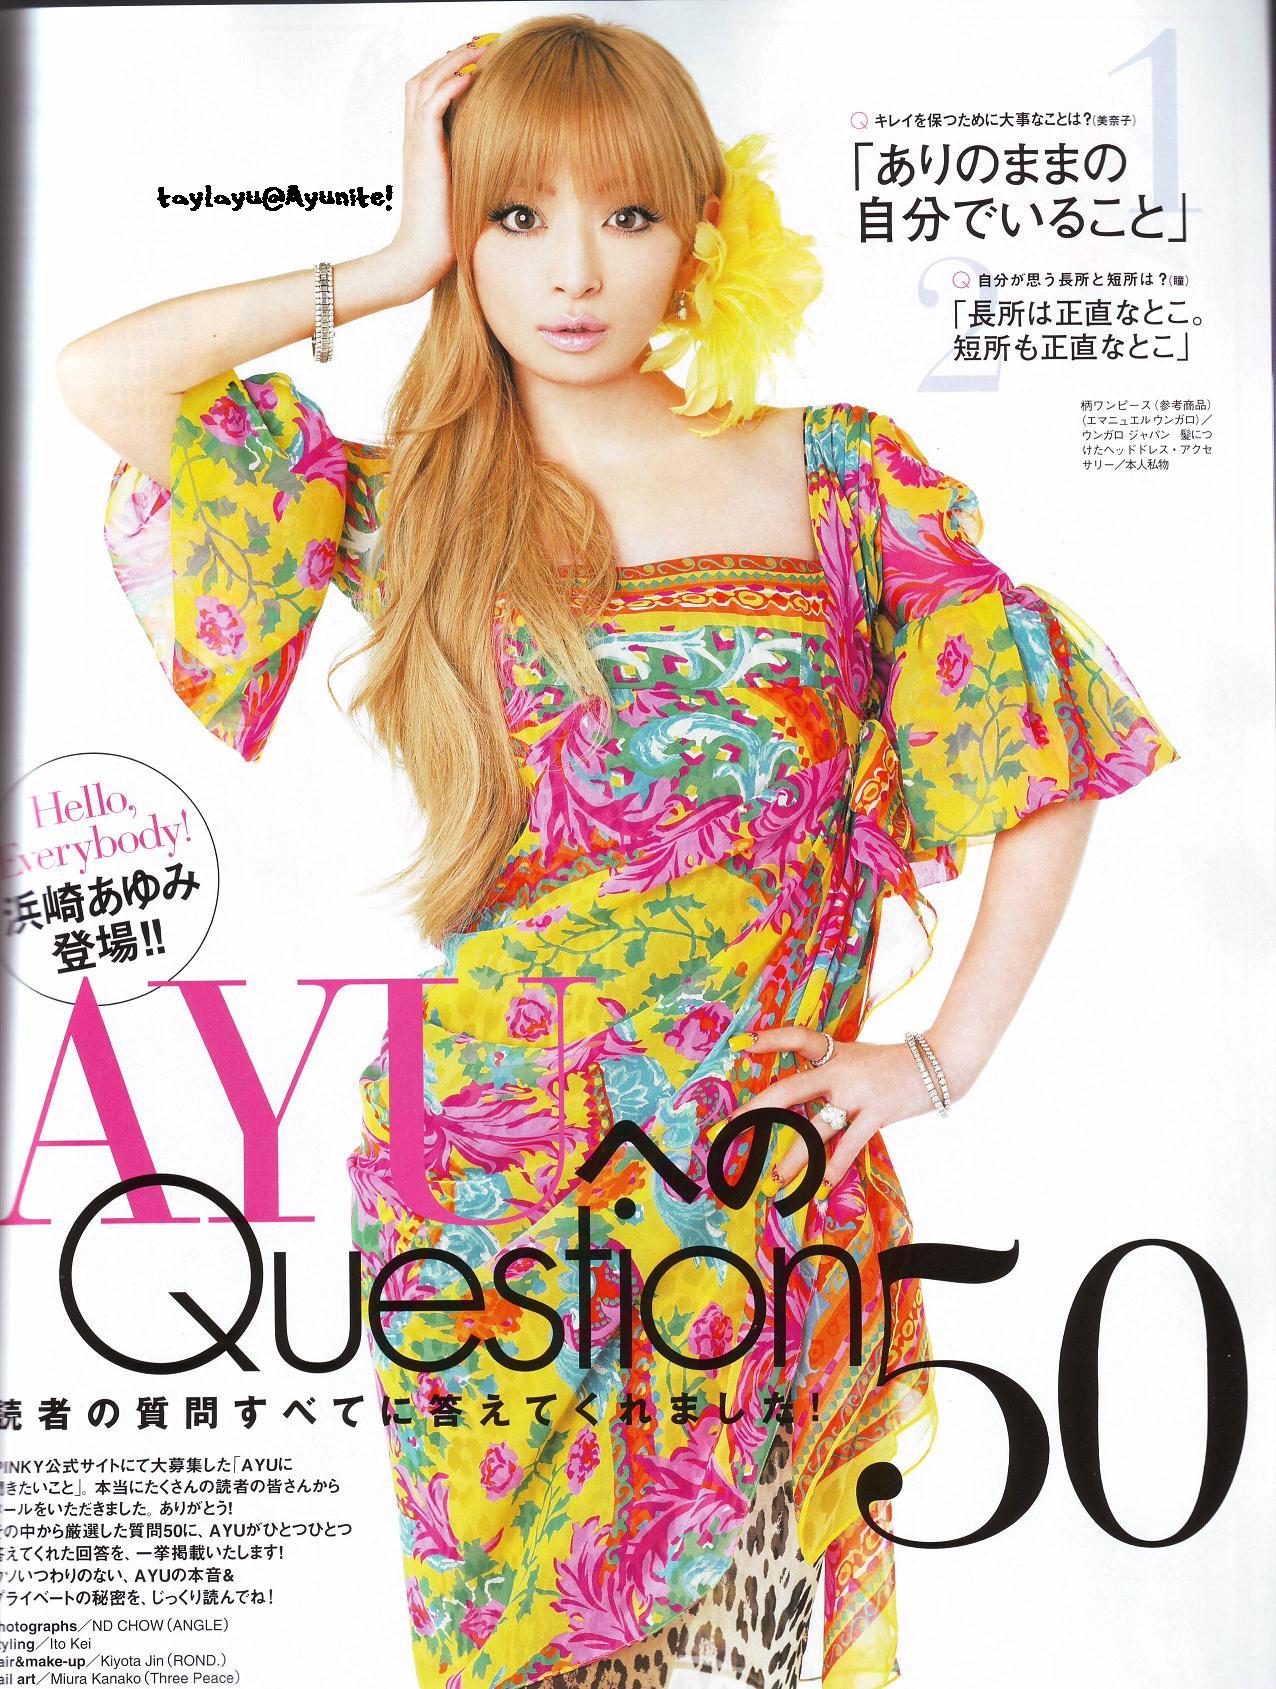 1
Q キレイを保つために大事なことは?(美奈子)
「ありのままの
自分でいること」
2
Q 自分が思う長所と短所は?(瞳)
「長所は正直なとこ。
短所も正直なとこ」
柄ワンピース(参考商品)
(エマニュエル ウンガロ)/
ウンガロ ジャパン 髪につ
けたヘッドドレス・アクセ
サリー/本人私物
taylayu@Ayunite!
Hello,
Everybody!
浜崎あゆみ
登場!!
AYUへの
Question50
読者の質問すべてに答えてくれました!
PINKY公式サイトにて大募集した「AYUに
聞きたいこと」。本当にたくさんの読者の皆さんから
メールをいただきました。ありがとう!
その中から厳選した質問50に、AYUがひとつひとつ
答えてくれた回答を、一挙掲載いたします!
ウソいつわりのない、AYUの本音&
プライベートの秘密を、じっくり読んでね!
hotographs/ND CHOW(ANGLE)
tyling/Ito Kei
air&make-up/Kiyota Jin(ROND.)
ail art/Miura Kanako(Three Peace)